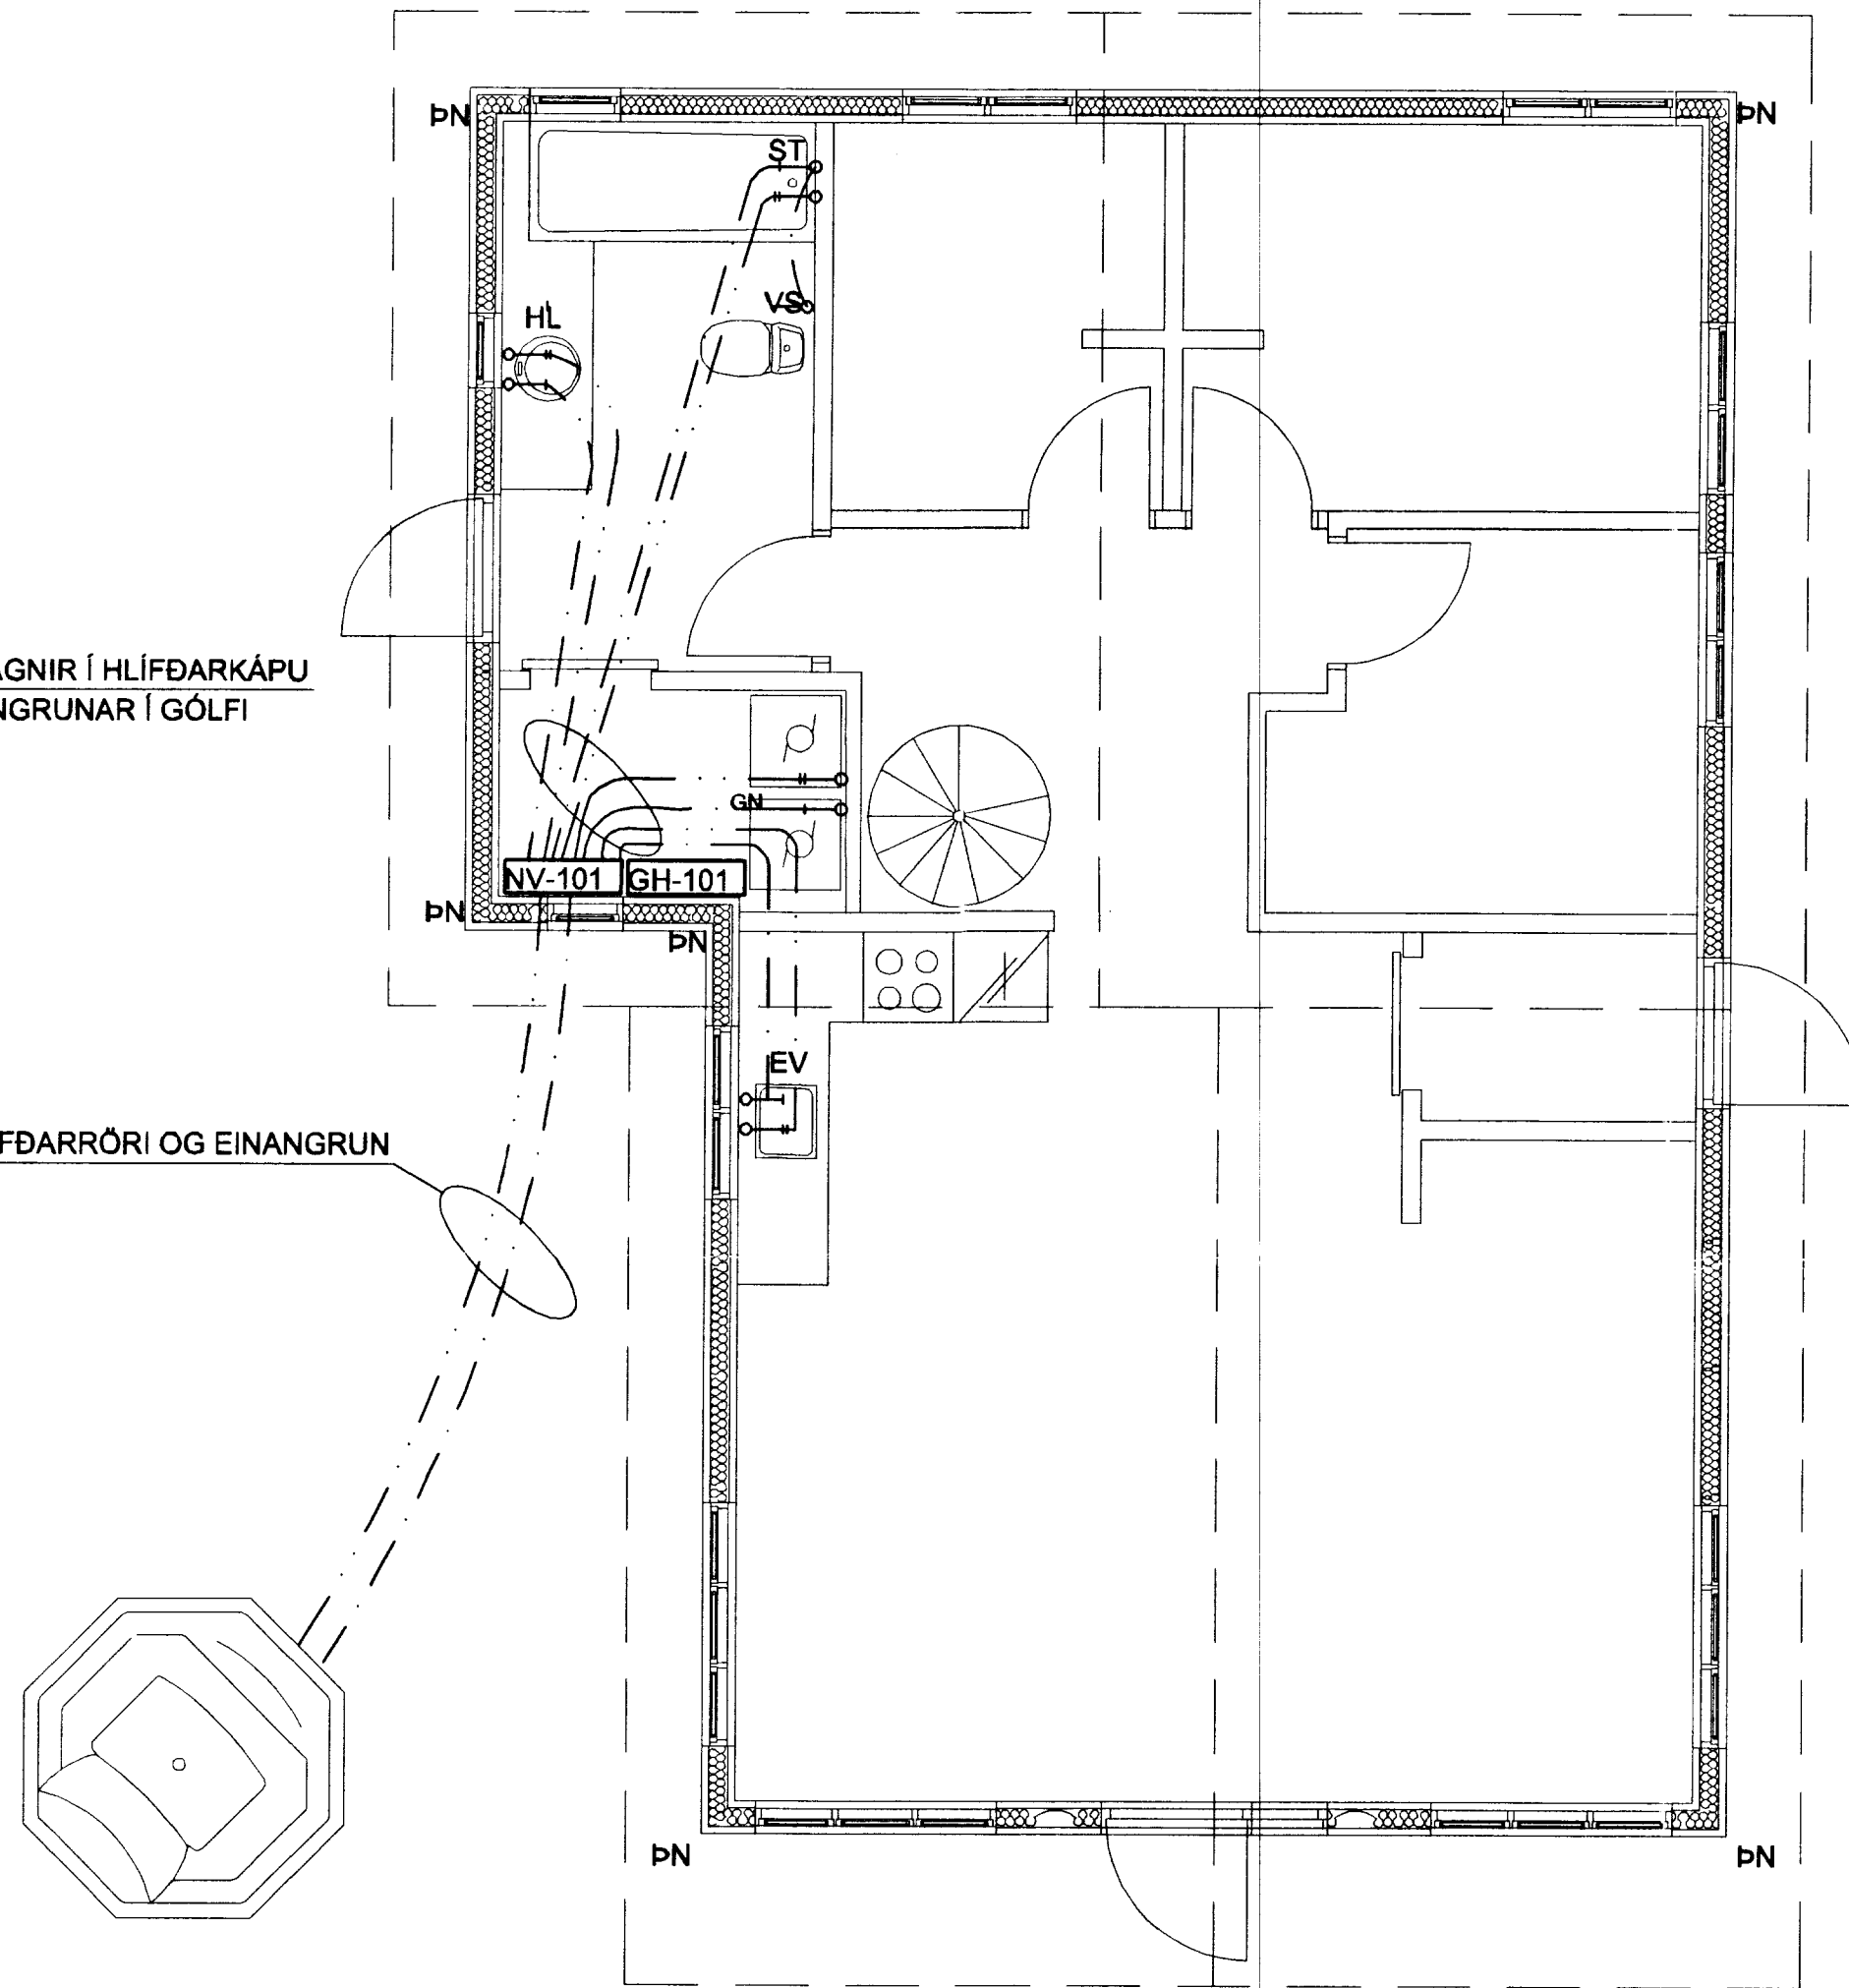 ÞN
ÞN
ST
VS
HL
AGNIR Í HLÍFÐARKÁPU
NGRUNAR Í GÓLFI
GN
NV-101
GH-101
ÞN
ÞN
EV
FÐARRÖRI OG EINANGRUN
ÞN
ÞN